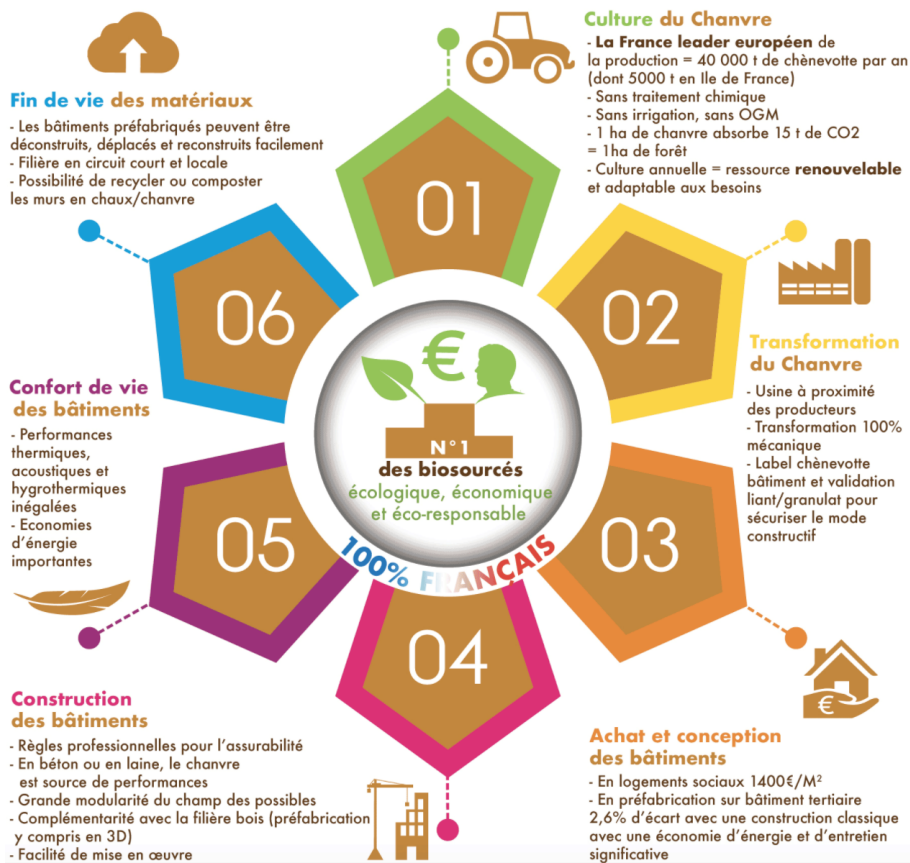 Culture du Chanvre
- La France leader européen de
la production = 40 000 t de chènevotte par an
(dont 5000 t en Ile de France)
- Sans traitement chimique
- Sans irrigation, sans OGM
- 1 ha de chanvre absorbe 15 t de CO2
= 1ha de forêt
- Culture annuelle = ressource renouvelable
et adaptable aux besoins
01
02
Transformation
du Chanvre
- Usine à proximité
des producteurs
- Transformation 100%
mécanique
- Label chènevotte
bâtiment et validation
liant/granulat pour
sécuriser le mode
constructif
03
Achat et conception
des bâtiments
- En logements sociaux 1400€/M²
- En préfabrication sur bâtiment tertiaire
2,6% d'écart avec une construction classique
avec une économie d'énergie et d'entretien
significative
€
04
Construction
des bâtiments
- Règles professionnelles pour l'assurabilité
- En béton ou en laine, le chanvre
est source de performances
- Grande modularité du champ des possibles
- Complémentarité avec la filière bois (préfabrication
y compris en 3D)
- Facilité de mise en œuvre
05
Confort de vie
des bâtiments
- Performances
thermiques,
acoustiques et
hygrothermiques
inégalées
- Economies
d'énergie
importantes
06
Fin de vie des matériaux
- Les bâtiments préfabriqués peuvent être
déconstruits, déplacés et reconstruits facilement
- Filière en circuit court et locale
- Possibilité de recycler ou composter
les murs en chaux/chanvre
€
N°1
des biosourcés
écologique, économique
et éco-responsable
100% FRANÇAIS